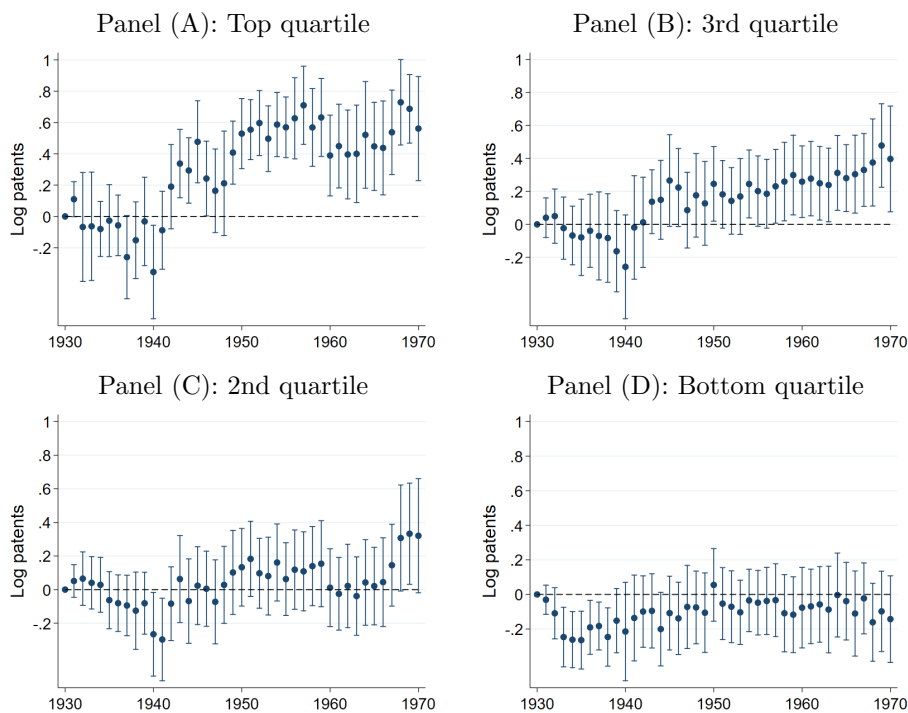 Panel (A): Top quartile
Log patents
1
.8
.6
.4
.2
0
-.2
1930 1940 1950 1960 1970
Panel (B): 3rd quartile
Log patents
1
.8
.6
.4
.2
0
-.2
1930 1940 1950 1960 1970
Panel (C): 2nd quartile
Log patents
1
.8
.6
.4
.2
0
-.2
1930 1940 1950 1960 1970
Panel (D): Bottom quartile
Log patents
1
.8
.6
.4
.2
0
-.2
1930 1940 1950 1960 1970